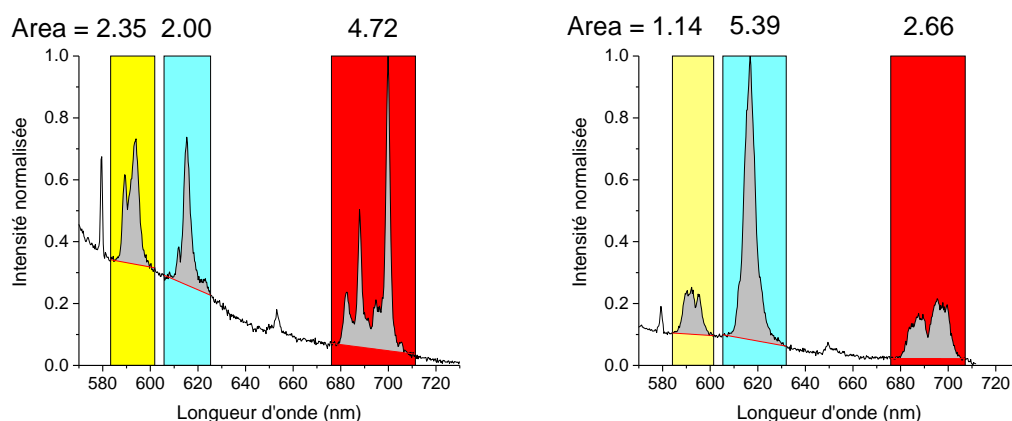 Area = 2.35 2.00 4.72
1.0
0.8
0.6
0.4
0.2
0.0
Intensité normalisée
580 600 620 640 660 680 700 720
Longueur d'onde (nm)
Area = 1.14 5.39 2.66
1.0
0.8
0.6
0.4
0.2
0.0
Intensité normalisée
580 600 620 640 660 680 700 720
Longueur d'onde (nm)